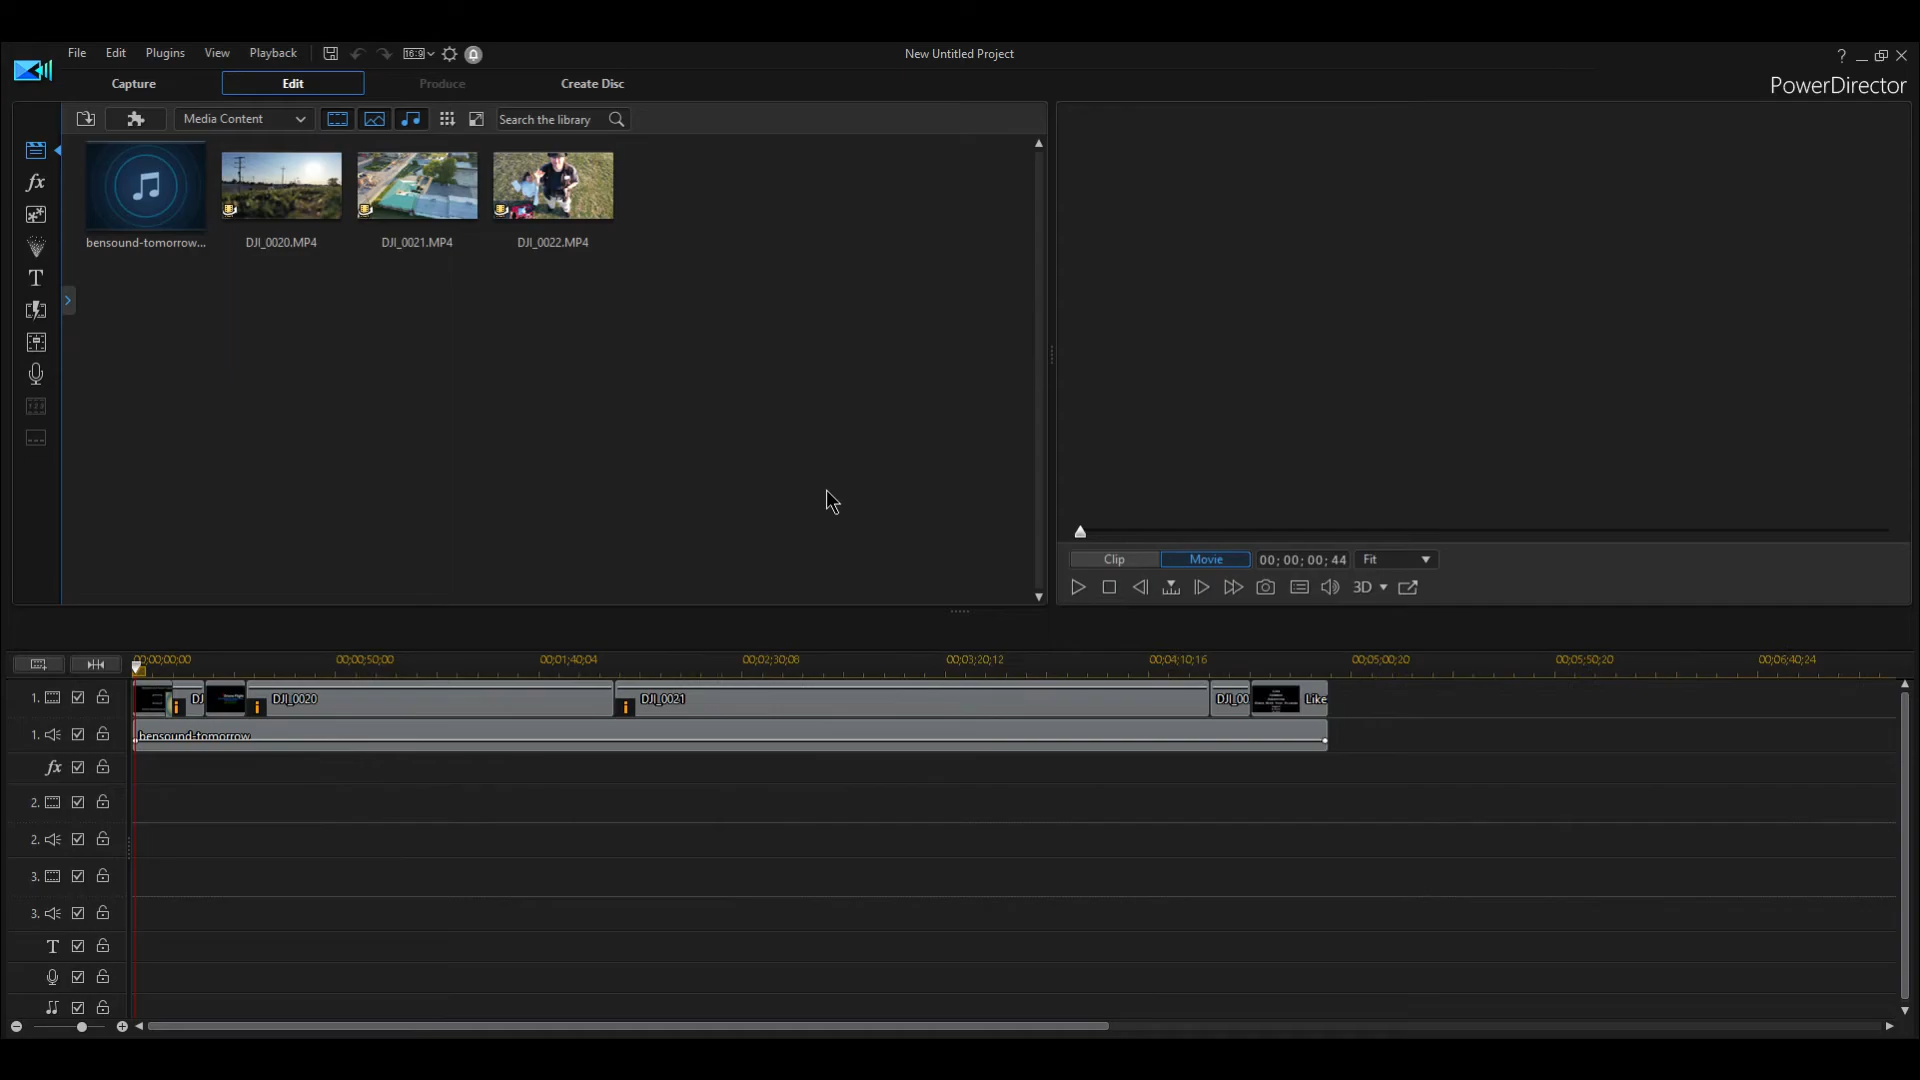 File Edit Plugins View Playback 16:9 New Untitled Project ?
Capture Edit Produce Create Disc PowerDirector
Media Content Search the library
bensound-tomorrow... DJI_0020.MP4 DJI_0021.MP4 DJI_0022.MP4
fx
T
Clip Movie 00; 00; 00; 44 Fit
3D
00;00;00;00 00;00;50;00 00;01;40;04 00;02;30;08 00;03;20;12 00;04;10;16 00;05;00;20 00;05;50;20 00;06;40;24
1. DJ DJI_0020 DJI_0021 DJI_00 Like
1. bensound-tomorrow
fx
2.
2.
3.
3.
T